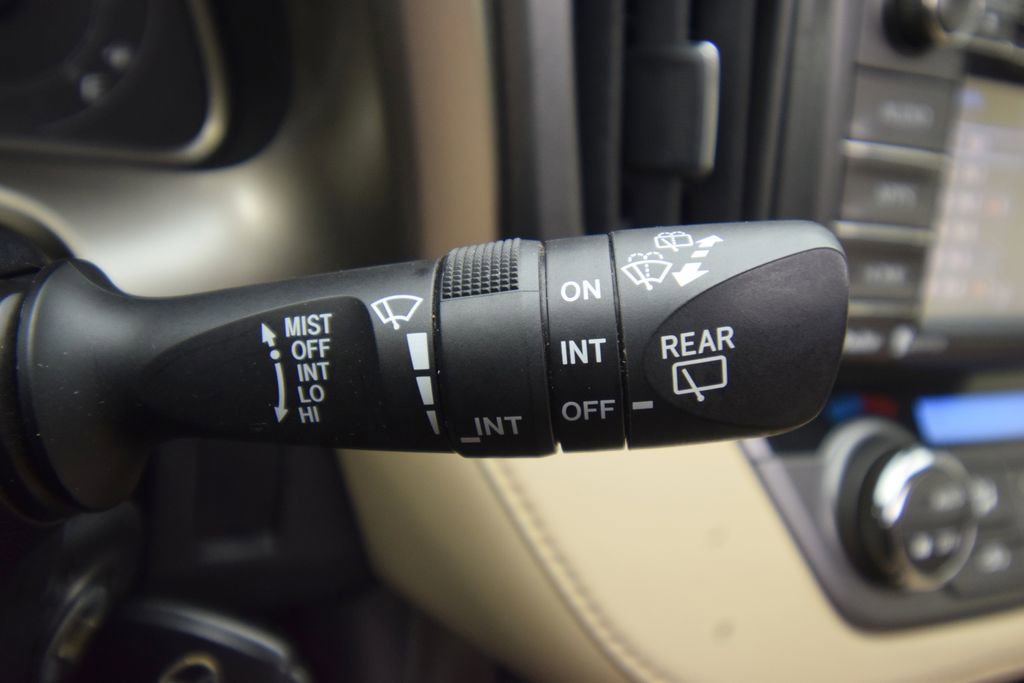 MIST
OFF
INT
LO
HI
INT
ON
INT
OFF
REAR